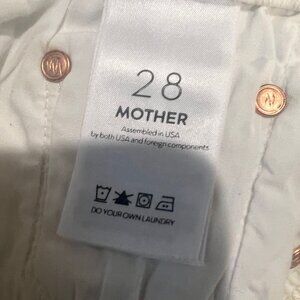 28
MOTHER
Assembled in USA
by both USA and foreign components
DO YOUR OWN LAUNDRY